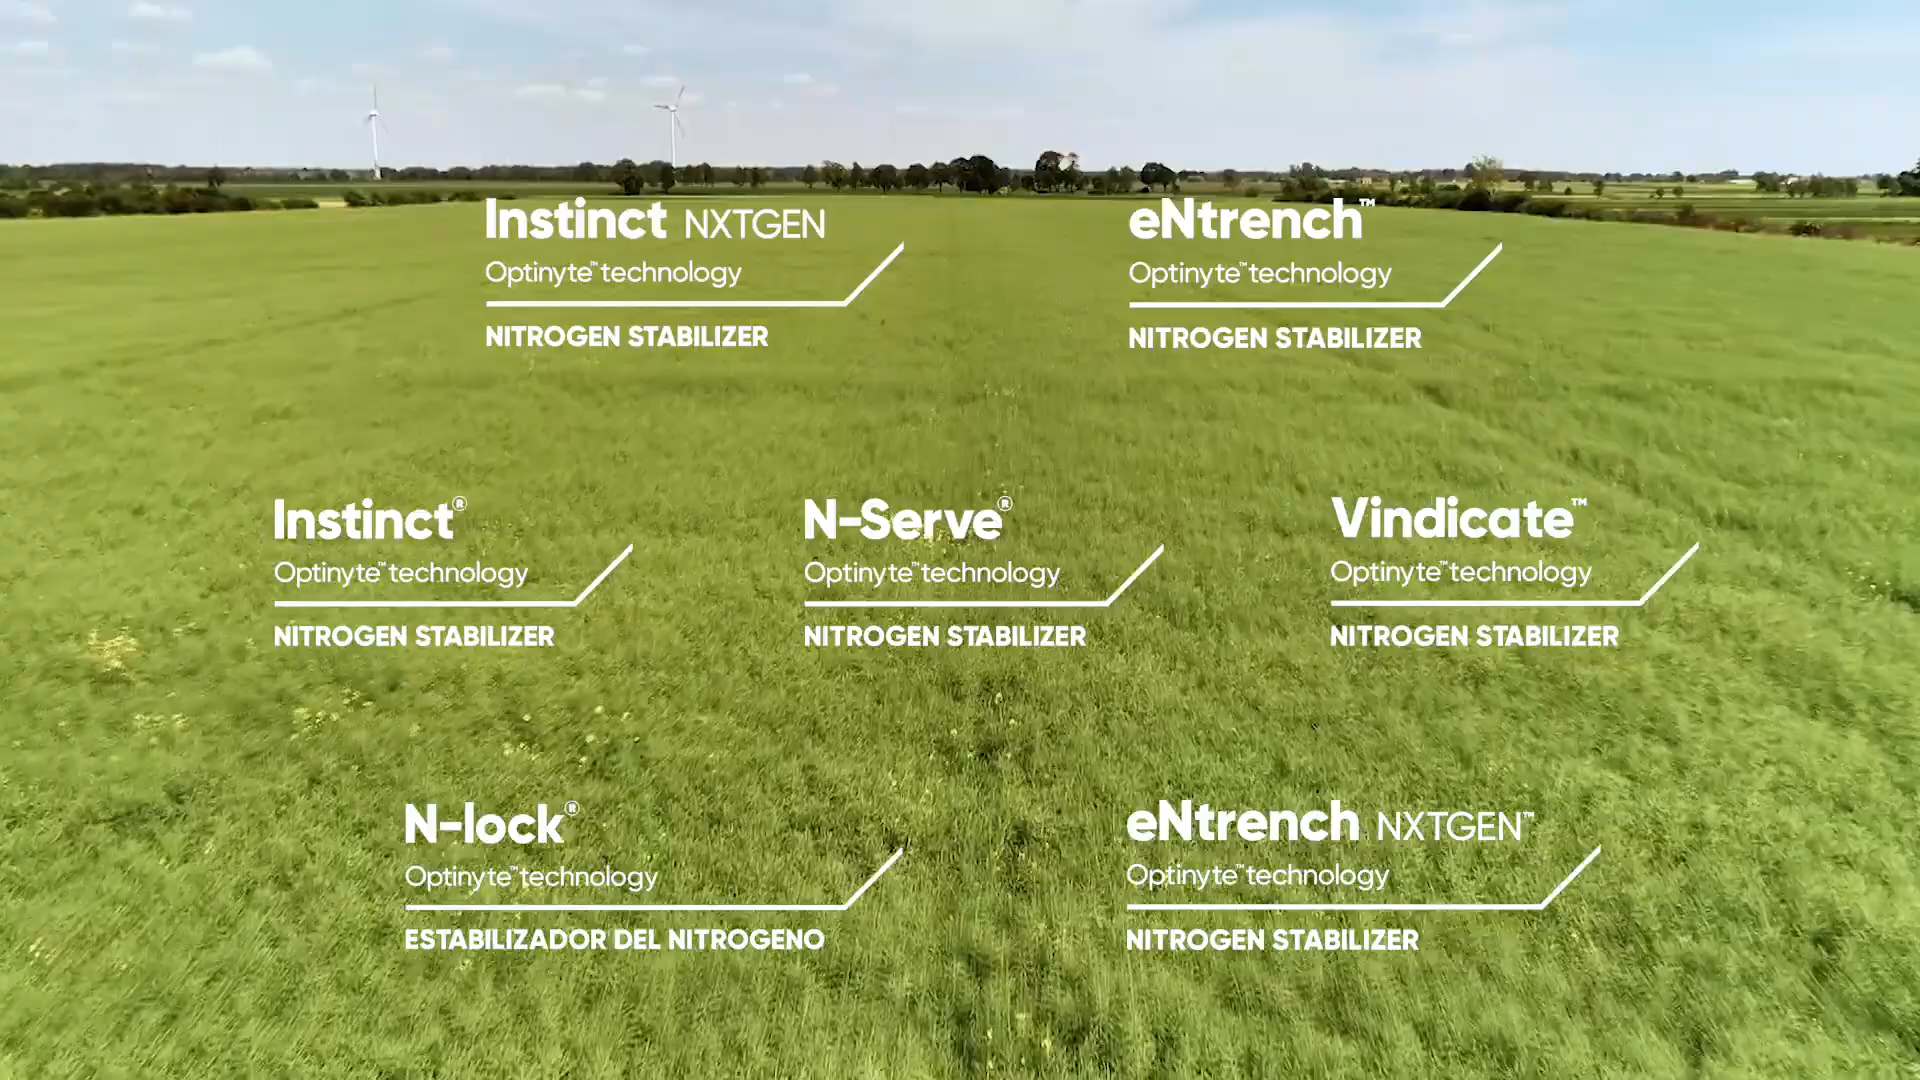 Instinct NXTGEN
Optinyte™ technology
NITROGEN STABILIZER
eNtrench™
Optinyte™ technology
NITROGEN STABILIZER
Instinct®
Optinyte™ technology
NITROGEN STABILIZER
N-Serve®
Optinyte™ technology
NITROGEN STABILIZER
Vindicate™
Optinyte™ technology
NITROGEN STABILIZER
N-lock®
Optinyte™ technology
ESTABILIZADOR DEL NITROGENO
eNtrench NXTGEN™
Optinyte™ technology
NITROGEN STABILIZER